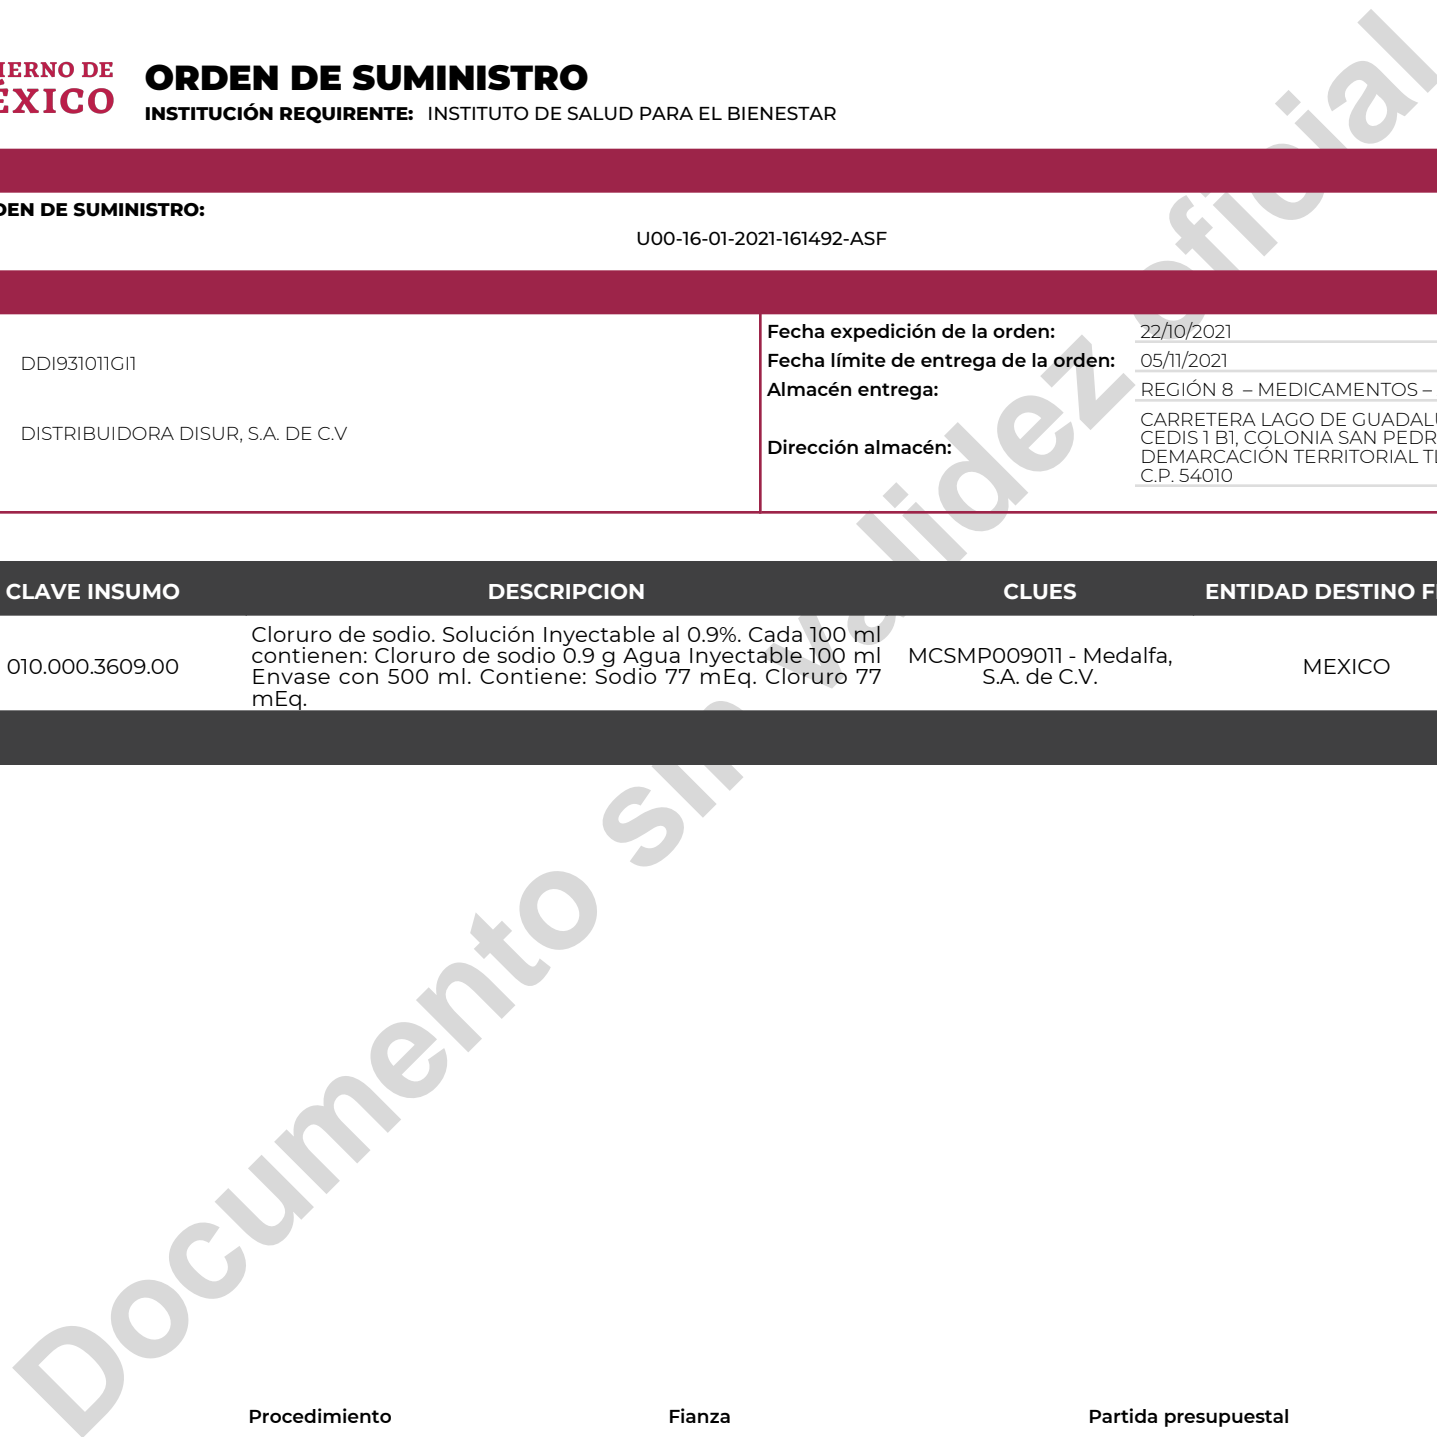 IERNO DE
ÉXICO
ORDEN DE SUMINISTRO
INSTITUCIÓN REQUIRENTE: INSTITUTO DE SALUD PARA EL BIENESTAR
DEN DE SUMINISTRO:
U00-16-01-2021-161492-ASF
DDI931011GI1
DISTRIBUIDORA DISUR, S.A. DE C.V
Fecha expedición de la orden: 22/10/2021
Fecha límite de entrega de la orden: 05/11/2021
Almacén entrega: REGIÓN 8 – MEDICAMENTOS –
Dirección almacén:
CARRETERA LAGO DE GUADALU
CEDIS 1 B1, COLONIA SAN PEDR
DEMARCACIÓN TERRITORIAL TL
C.P. 54010
CLAVE INSUMO DESCRIPCION CLUES ENTIDAD DESTINO FI
010.000.3609.00
Cloruro de sodio. Solución Inyectable al 0.9%. Cada 100 ml
contienen: Cloruro de sodio 0.9 g Agua Inyectable 100 ml
Envase con 500 ml. Contiene: Sodio 77 mEq. Cloruro 77
mEq.
MCSMP009011 - Medalfa,
S.A. de C.V.
MEXICO
Documento sin validez oficial
Procedimiento Fianza Partida presupuestal